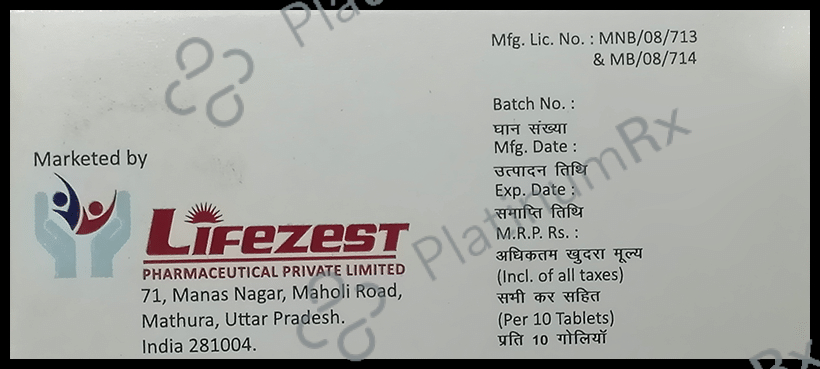 Mfg. Lic. No. : MNB/08/713
& MB/08/714
Batch No. :
घान संख्या
Mfg. Date :
उत्पादन तिथि
Exp. Date :
समाप्ति तिथि
M.R.P. Rs. :
अधिकतम खुदरा मूल्य
(Incl. of all taxes)
सभी कर सहित
(Per 10 Tablets)
प्रति 10 गोलियाँ
Marketed by
LIFEZEST
PHARMACEUTICAL PRIVATE LIMITED
71, Manas Nagar, Maholi Road,
Mathura, Uttar Pradesh.
India 281004.
PlatinumRx